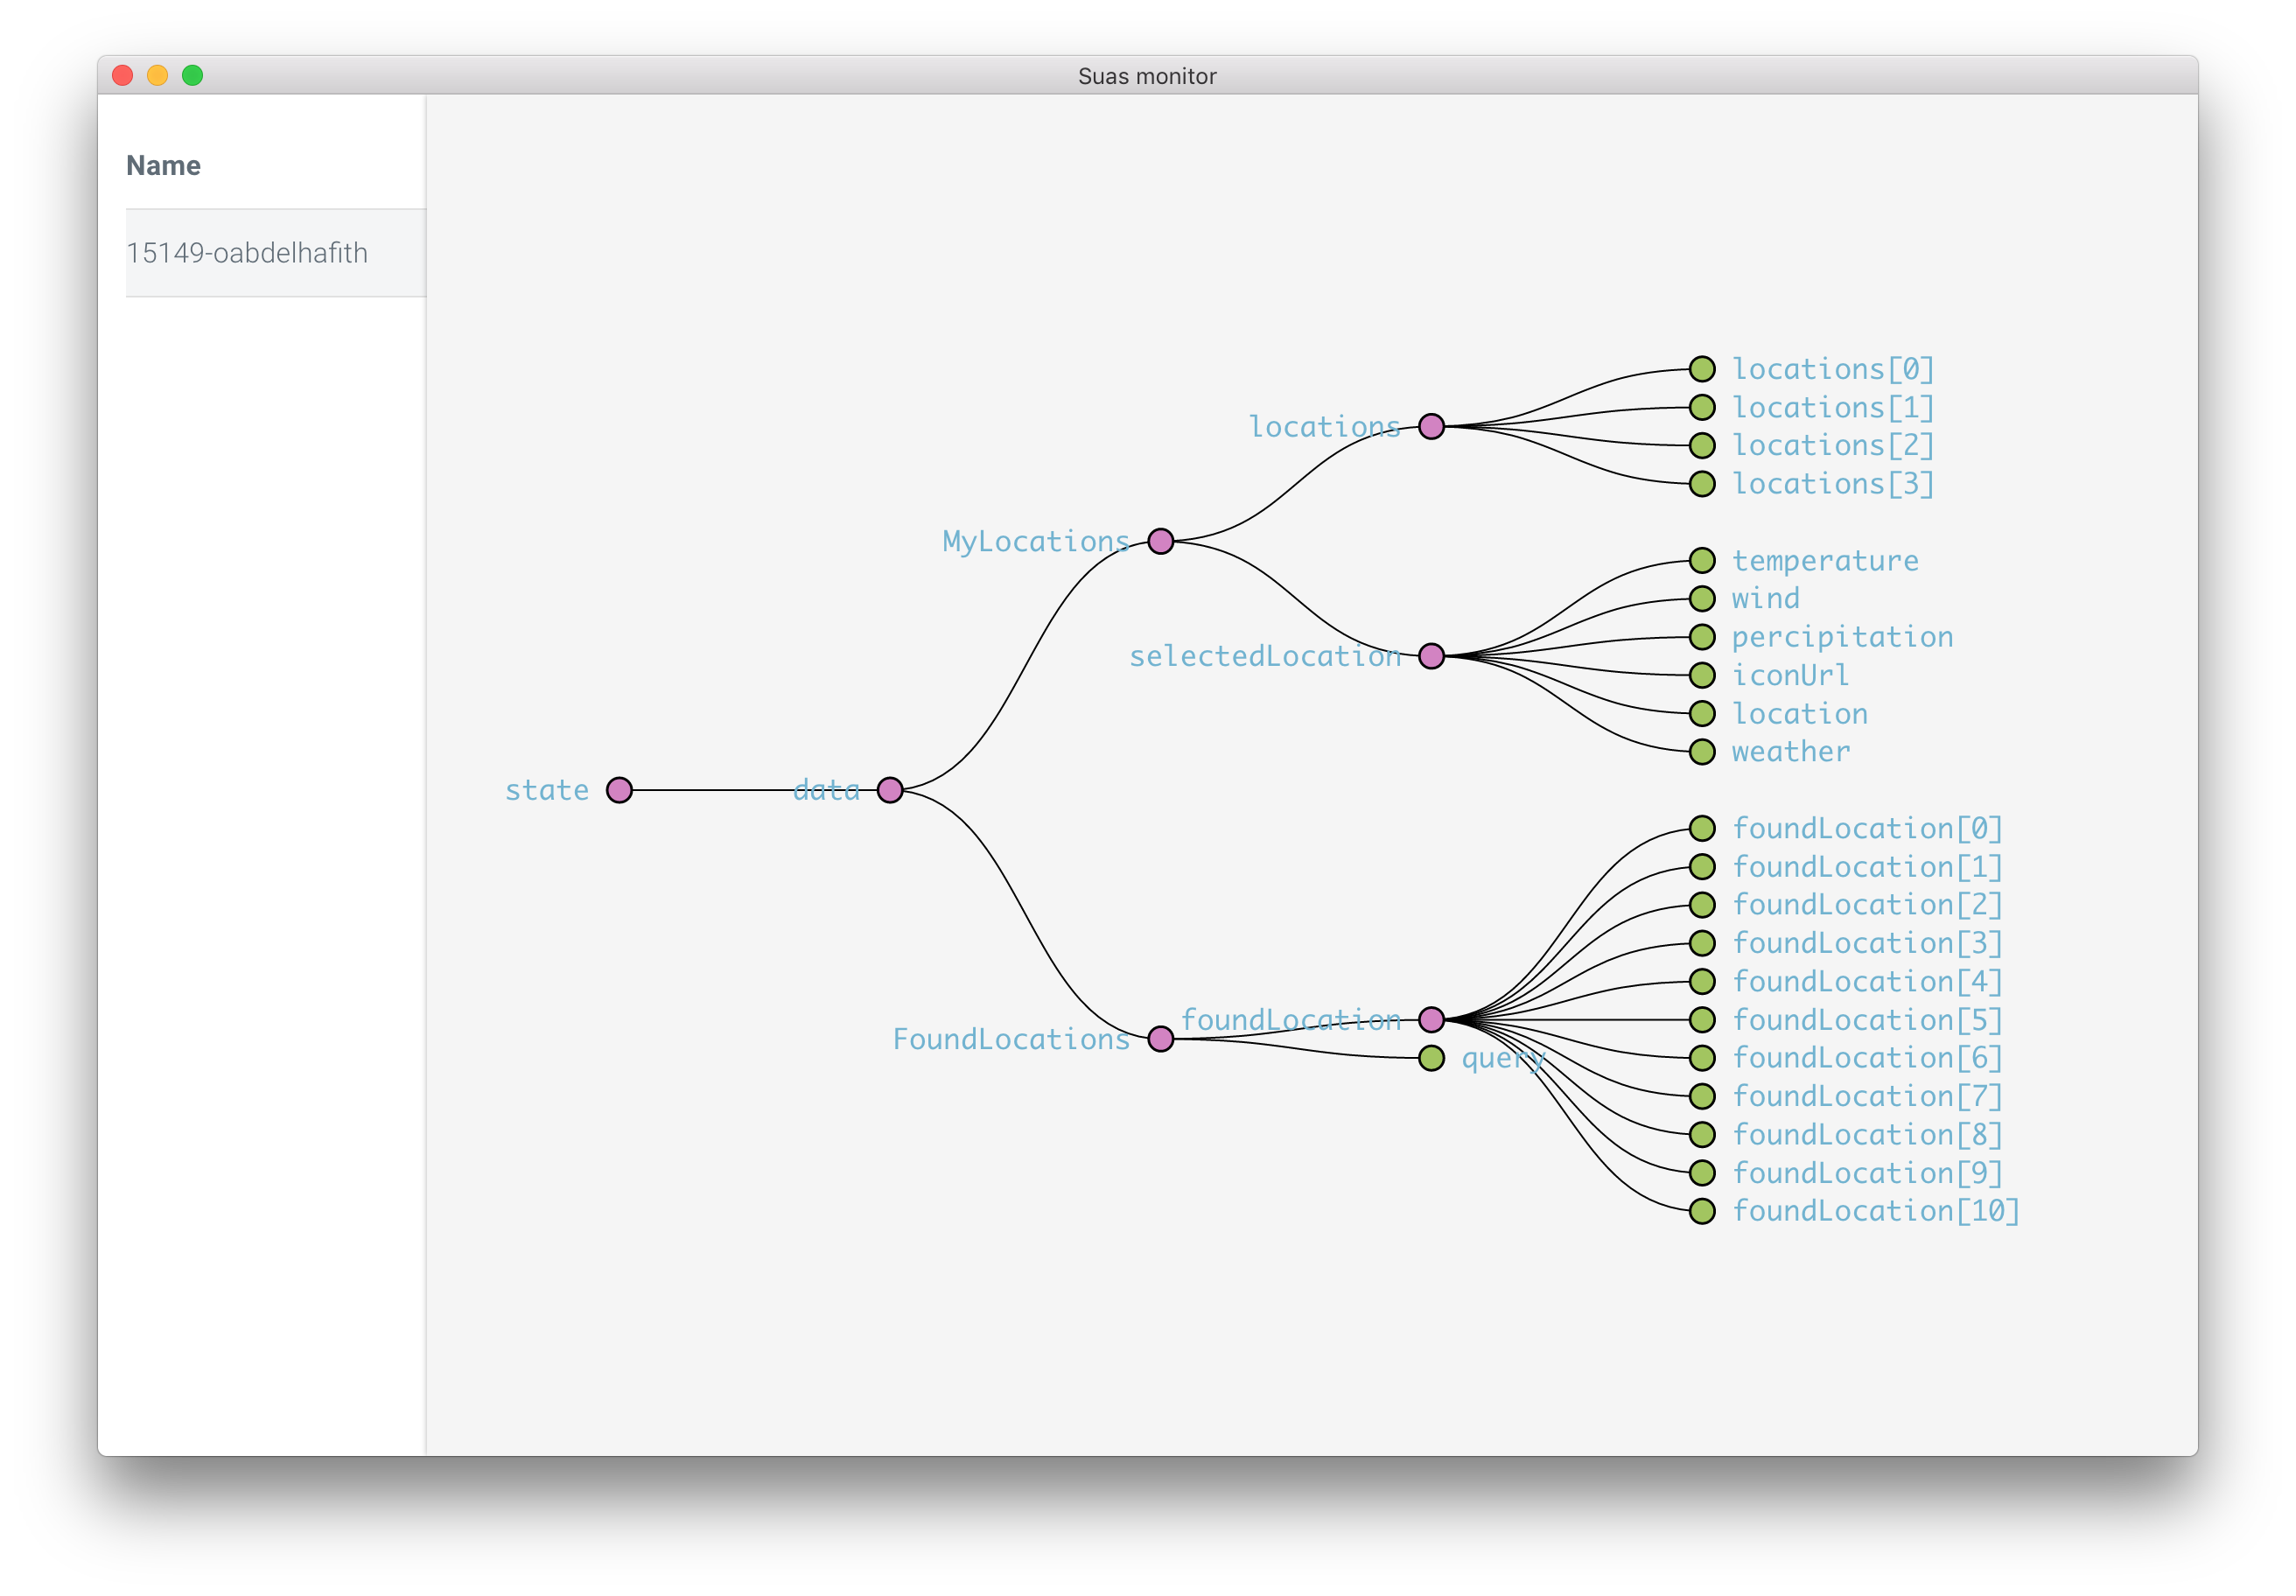 Suas monitor
Name
15149-oabdelhafith
state
data
MyLocations
locations
locations[0]
locations[1]
locations[2]
locations[3]
selectedLocation
temperature
wind
percipitation
iconUrl
location
weather
FoundLocations
foundLocation
foundLocation[0]
foundLocation[1]
foundLocation[2]
foundLocation[3]
foundLocation[4]
foundLocation[5]
foundLocation[6]
foundLocation[7]
foundLocation[8]
foundLocation[9]
foundLocation[10]
query